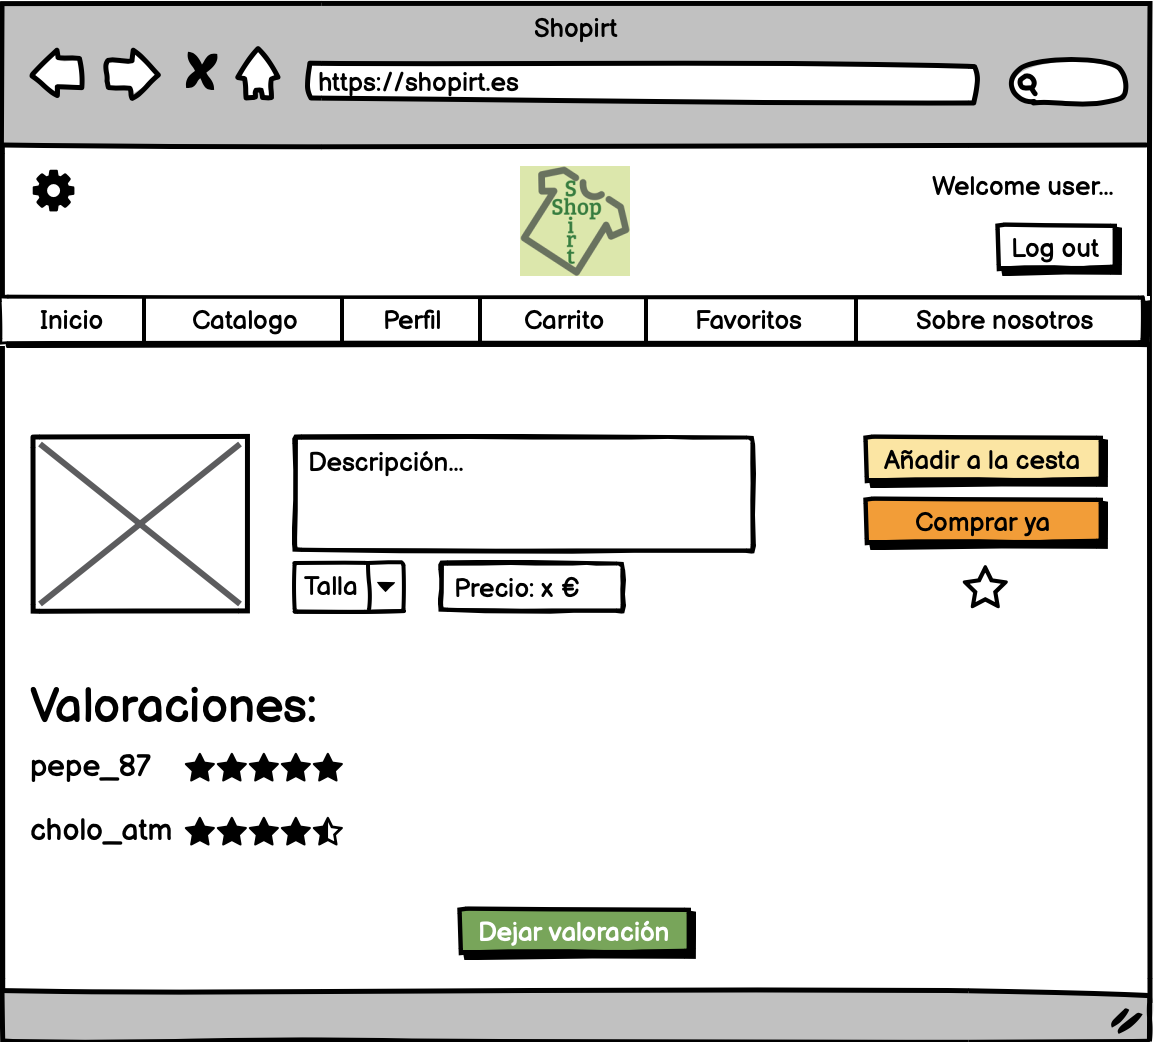 Shopirt
https://shopirt.es
Welcome user...
Shop
S
i
r
t
Log out
Inicio
Catalogo
Perfil
Carrito
Favoritos
Sobre nosotros
Descripción...
Añadir a la cesta
Comprar ya
Talla
Precio: x €
Valoraciones:
pepe_87
cholo_atm
Dejar valoración